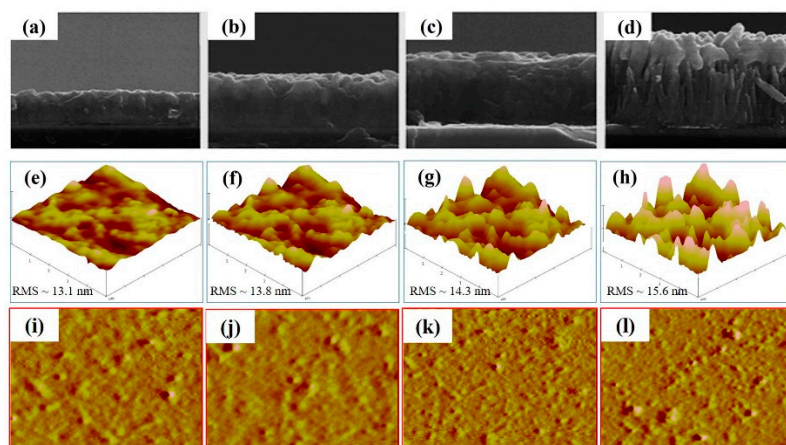 (a)
(b)
(c)
(d)
(e)
(f)
(g)
(h)
RMS ~ 13.1 nm
RMS ~ 13.8 nm
RMS ~ 14.3 nm
RMS ~ 15.6 nm
(i)
(j)
(k)
(l)